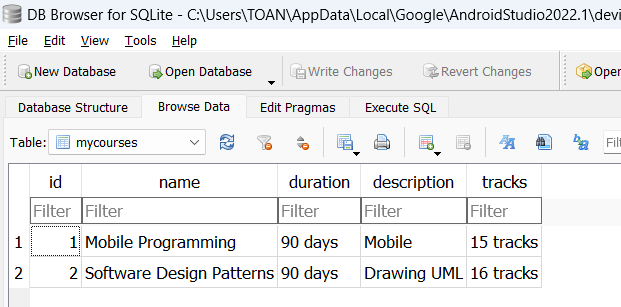 DB Browser for SQLite - C:\Users\TOAN\AppData\Local\Google\AndroidStudio2022.1\devi
File Edit View Tools Help
New Database Open Database Write Changes Revert Changes Open
Database Structure Browse Data Edit Pragmas Execute SQL
Table: mycourses
id name duration description tracks
Filter Filter Filter Filter Filter
1 1 Mobile Programming 90 days Mobile 15 tracks
2 2 Software Design Patterns 90 days Drawing UML 16 tracks